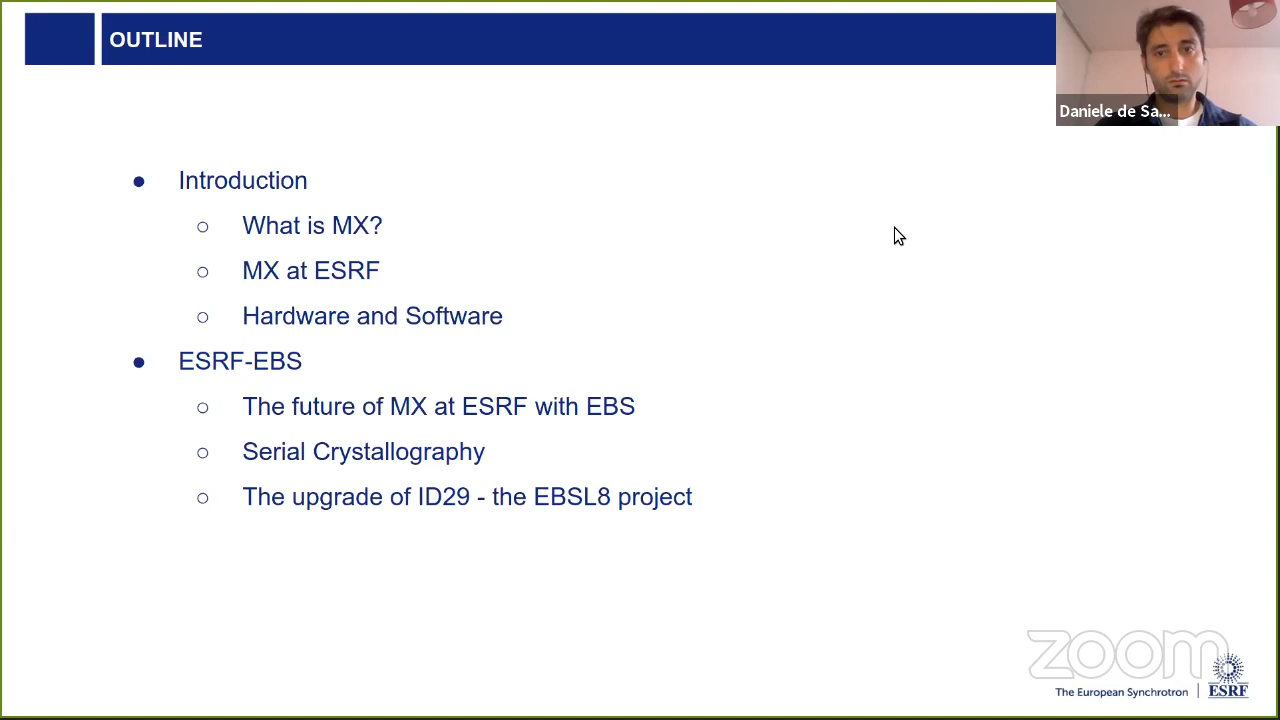 OUTLINE
Daniele de Sa...
● Introduction
○ What is MX?
○ MX at ESRF
○ Hardware and Software
● ESRF-EBS
○ The future of MX at ESRF with EBS
○ Serial Crystallography
○ The upgrade of ID29 - the EBSL8 project
zoom
The European Synchrotron | ESRF